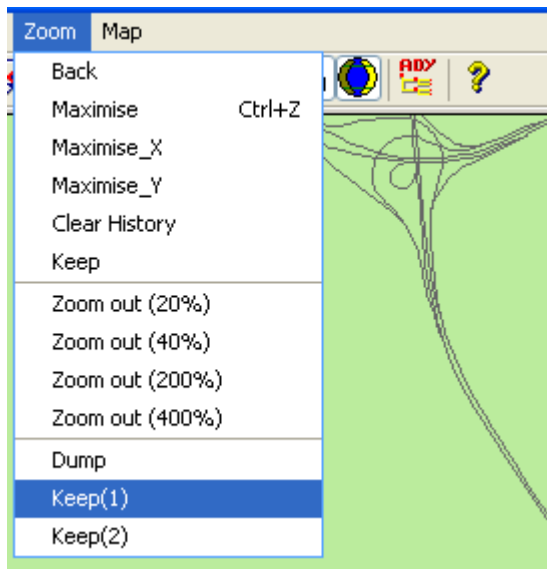 Zoom Map
ADY
?
Back
Maximise Ctrl+Z
Maximise_X
Maximise_Y
Clear History
Keep
Zoom out (20%)
Zoom out (40%)
Zoom out (200%)
Zoom out (400%)
Dump
Keep(1)
Keep(2)